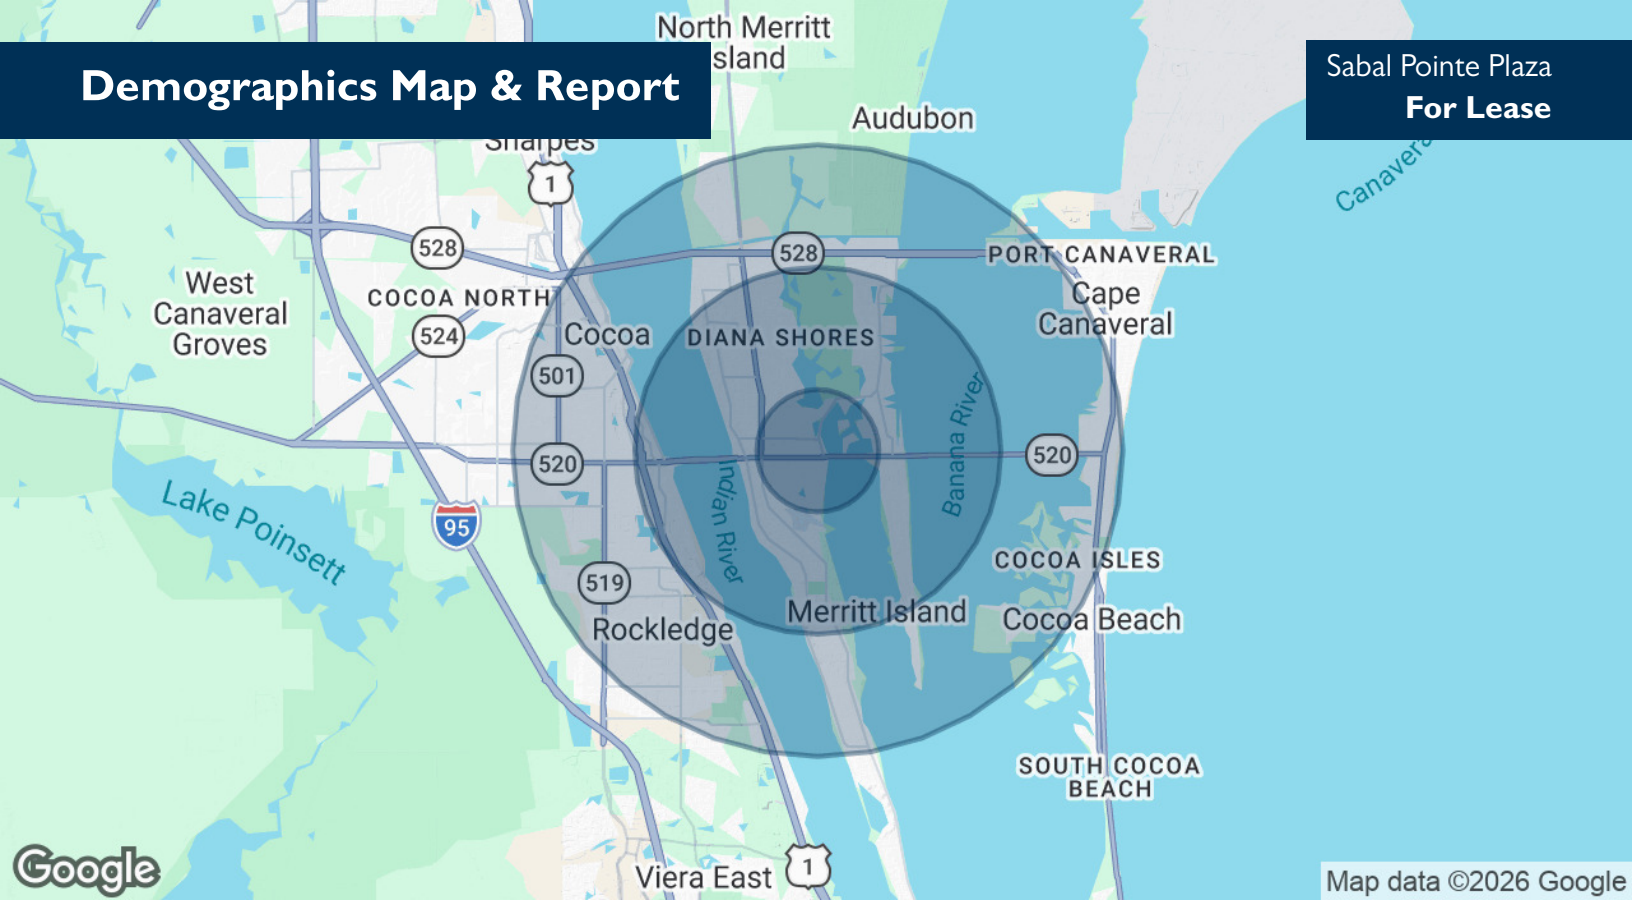 North Merritt
Island
Demographics Map & Report
Sabal Pointe Plaza
For Lease
Audubon
Sharpes
1
528
528
PORT CANAVERAL
West
Canaveral
Groves
COCOA NORTH
524
Cocoa
DIANA SHORES
Cape
Canaveral
501
Banana River
520
520
Indian River
Lake Poinsett
95
519
COCOA ISLES
Rockledge
Merritt Island
Cocoa Beach
SOUTH COCOA
BEACH
Viera East
1
Google
Map data ©2026 Google